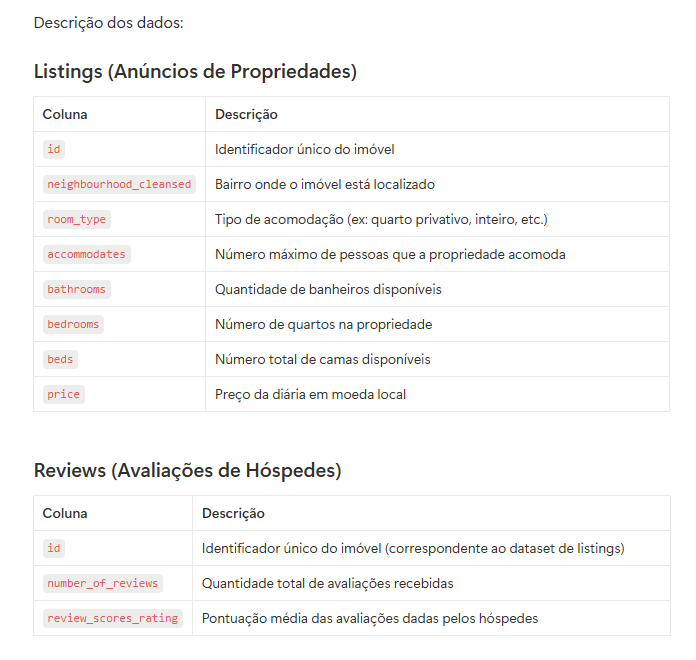 Descrição dos dados:
Listings (Anúncios de Propriedades)
Coluna Descrição
id Identificador único do imóvel
neighbourhood_cleansed Bairro onde o imóvel está localizado
room_type Tipo de acomodação (ex: quarto privativo, inteiro, etc.)
accommodates Número máximo de pessoas que a propriedade acomoda
bathrooms Quantidade de banheiros disponíveis
bedrooms Número de quartos na propriedade
beds Número total de camas disponíveis
price Preço da diária em moeda local
Reviews (Avaliações de Hóspedes)
Coluna Descrição
id Identificador único do imóvel (correspondente ao dataset de listings)
number_of_reviews Quantidade total de avaliações recebidas
review_scores_rating Pontuação média das avaliações dadas pelos hóspedes